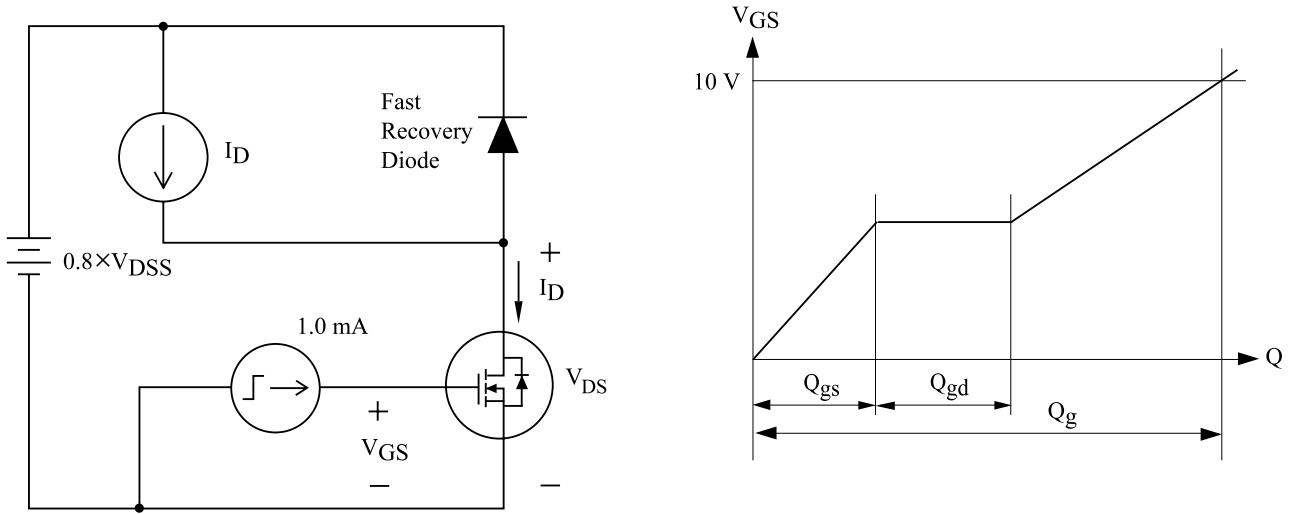 I_D
Fast
Recovery
Diode
0.8×V_DSS
+
I_D
1.0 mA
V_DS
+
V_GS
−
−
V_GS
10 V
Q
Q_gs
Q_gd
Q_g